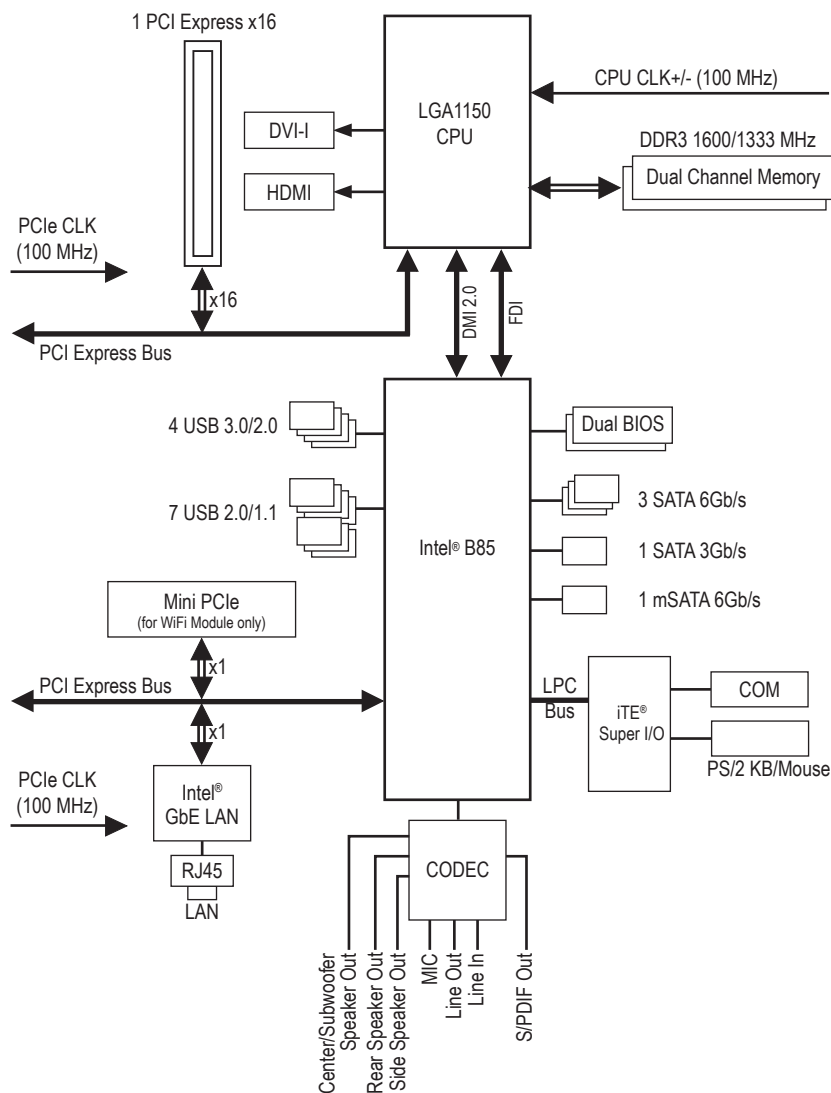 1 PCI Express x16
LGA1150
CPU
CPU CLK+/- (100 MHz)
DVI-I
HDMI
DDR3 1600/1333 MHz
Dual Channel Memory
PCIe CLK
(100 MHz)
x16
PCI Express Bus
DMI 2.0
FDI
4 USB 3.0/2.0
Dual BIOS
7 USB 2.0/1.1
3 SATA 6Gb/s
Intel® B85
1 SATA 3Gb/s
1 mSATA 6Gb/s
Mini PCIe
(for WiFi Module only)
x1
PCI Express Bus
LPC
Bus
iTE®
Super I/O
COM
PS/2 KB/Mouse
x1
PCIe CLK
(100 MHz)
Intel®
GbE LAN
RJ45
LAN
CODEC
Center/Subwoofer
Speaker Out
Rear Speaker Out
Side Speaker Out
MIC
Line Out
Line In
S/PDIF Out